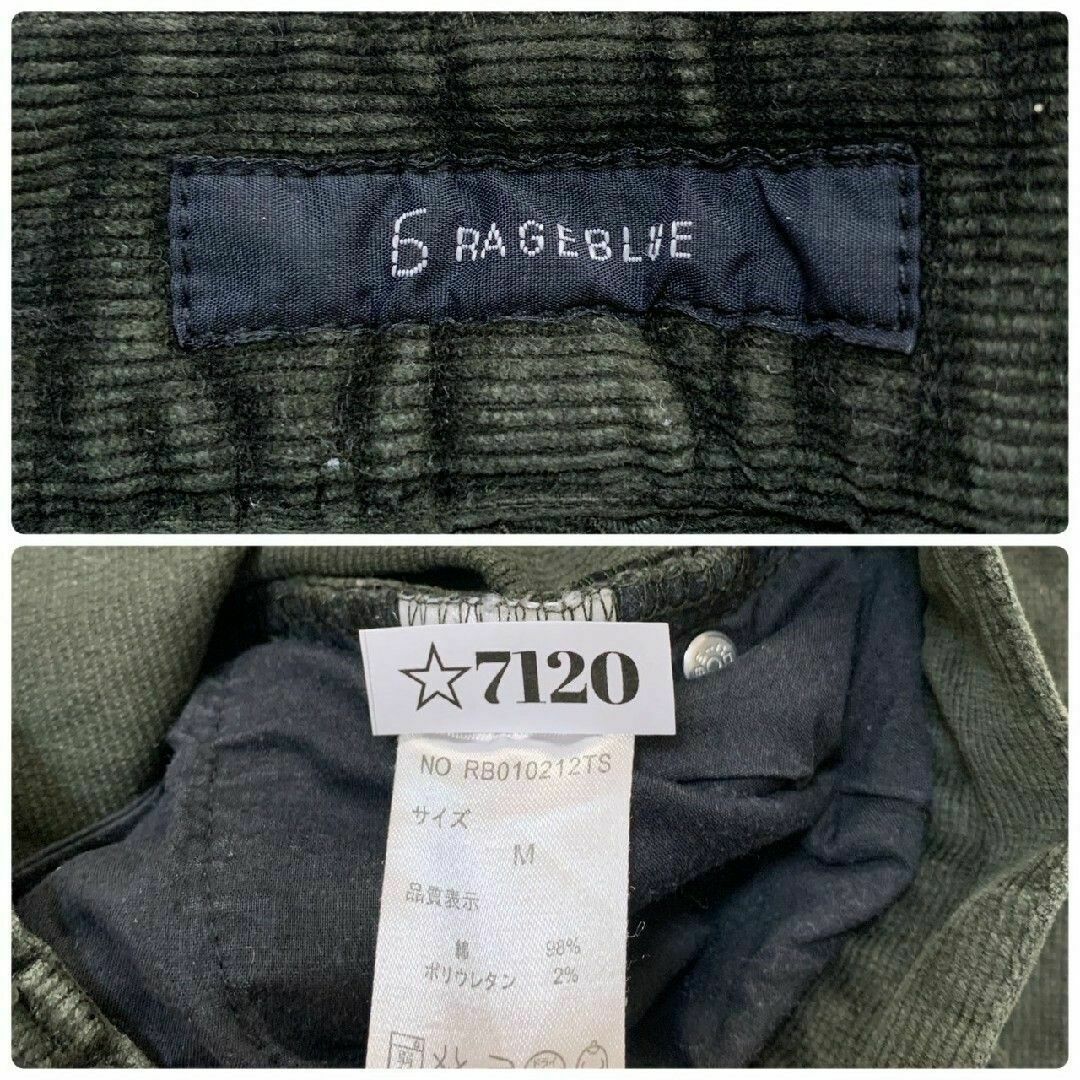 6 RAGEBLUE
☆7120
NO RB010212TS
サイズ
M
品質表示
綿 98%
ポリウレタン 2%